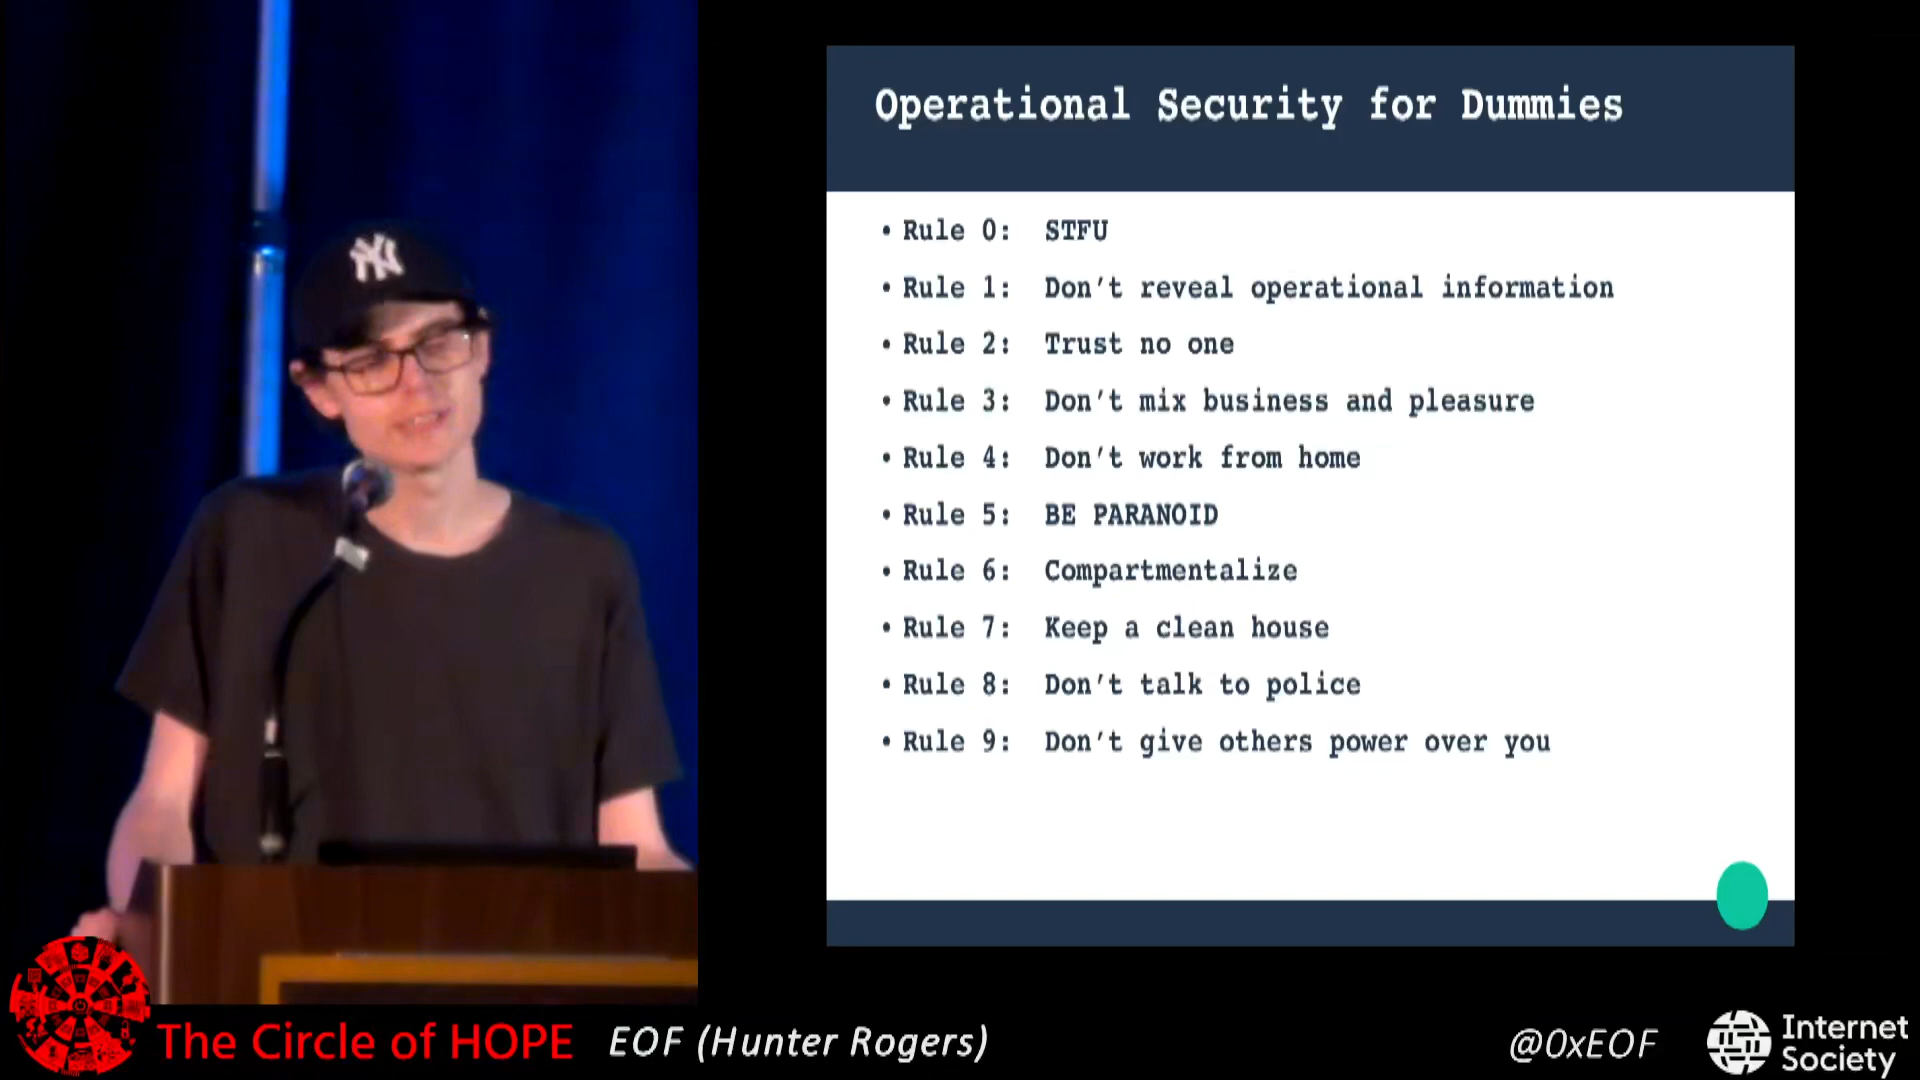 NY
Operational Security for Dummies
• Rule 0: STFU
• Rule 1: Don't reveal operational information
• Rule 2: Trust no one
• Rule 3: Don't mix business and pleasure
• Rule 4: Don't work from home
• Rule 5: BE PARANOID
• Rule 6: Compartmentalize
• Rule 7: Keep a clean house
• Rule 8: Don't talk to police
• Rule 9: Don't give others power over you
The Circle of HOPE EOF (Hunter Rogers)
@0xEOF
Internet
Society